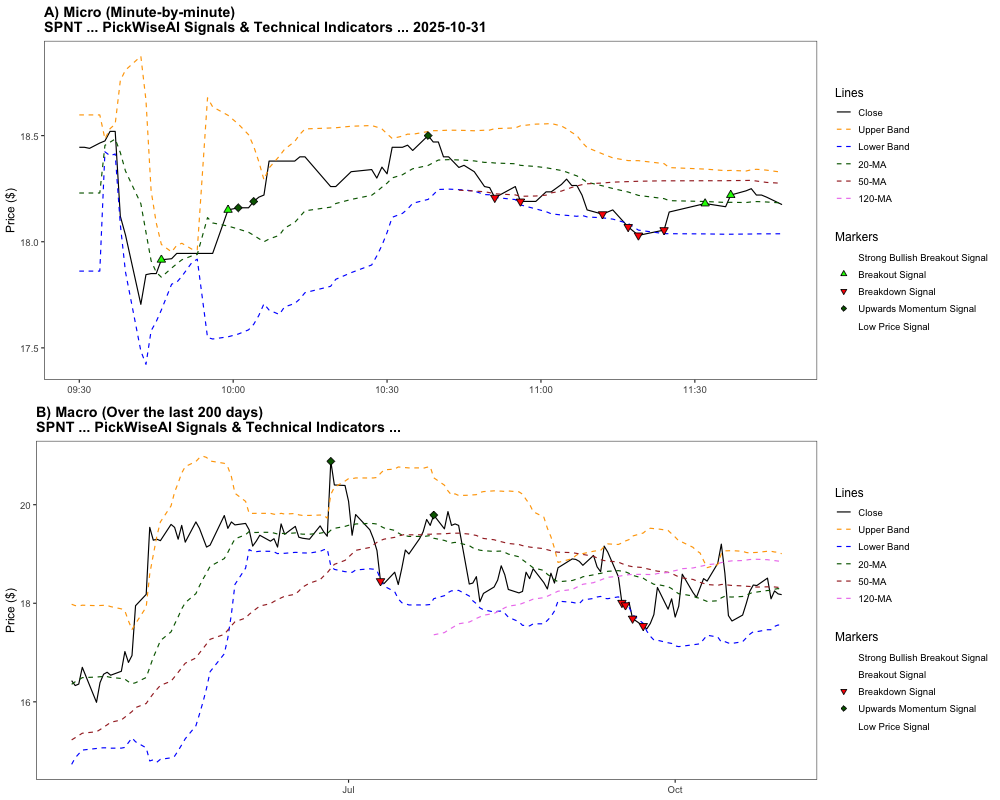 A) Micro (Minute-by-minute)
SPNT ... PickWiseAI Signals & Technical Indicators ... 2025-10-31
Price ($)
18.5
18.0
17.5
09:30
10:00
10:30
11:00
11:30
Lines
Close
Upper Band
Lower Band
20-MA
50-MA
120-MA
Markers
Strong Bullish Breakout Signal
Breakout Signal
Breakdown Signal
Upwards Momentum Signal
Low Price Signal
B) Macro (Over the last 200 days)
SPNT ... PickWiseAI Signals & Technical Indicators ...
Price ($)
20
18
16
Jul
Oct
Lines
Close
Upper Band
Lower Band
20-MA
50-MA
120-MA
Markers
Strong Bullish Breakout Signal
Breakout Signal
Breakdown Signal
Upwards Momentum Signal
Low Price Signal